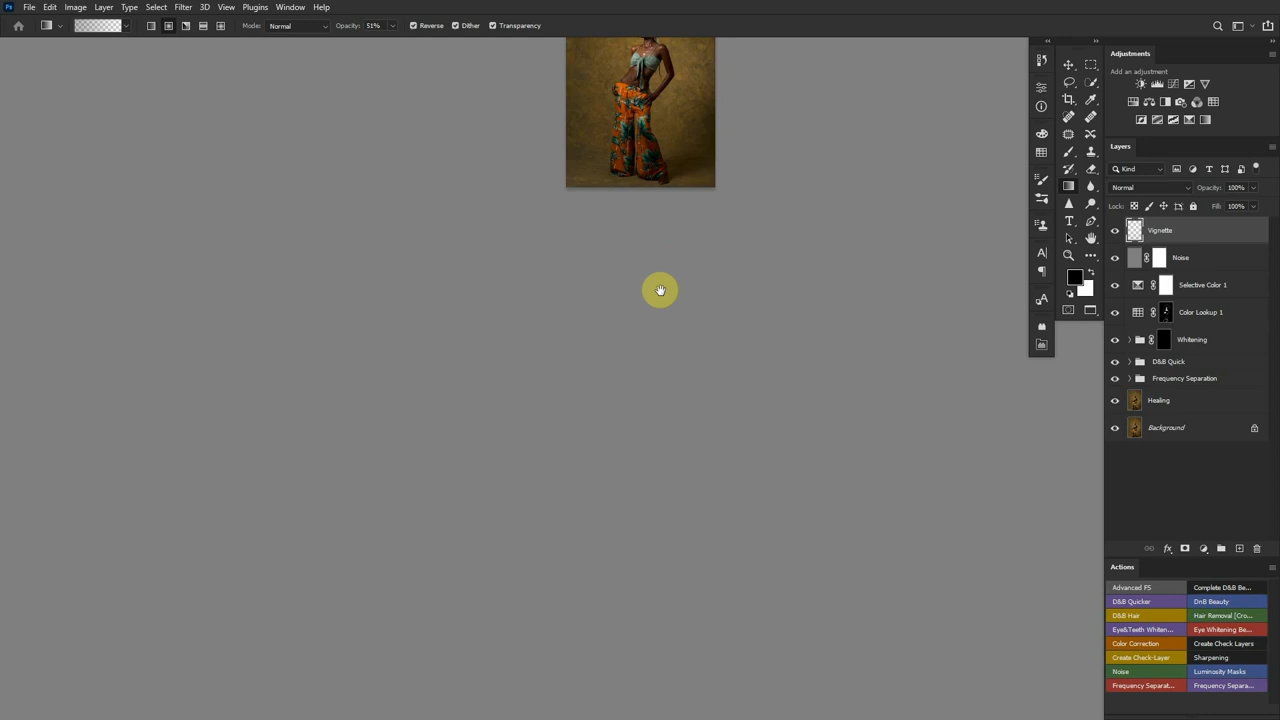 Ps File Edit Image Layer Type Select Filter 3D View Plugins Window Help
Mode: Normal Opacity: 51% Reverse Dither Transparency
Adjustments
Add an adjustment
Layers
Kind
Normal Opacity: 100%
Lock: Fill: 100%
Vignette
Noise
Selective Color 1
Color Lookup 1
Whitening
D&B Quick
Frequency Separation
Healing
Background
Actions
Advanced FS Complete D&B Be...
D&B Quicker DnB Beauty
D&B Hair Hair Removal [Cro...
Eye&Teeth Whiten... Eye Whitening Be...
Color Correction Create Check Layers
Create Check-Layer Sharpening
Noise Luminosity Masks
Frequency Separat... Frequency Separa...